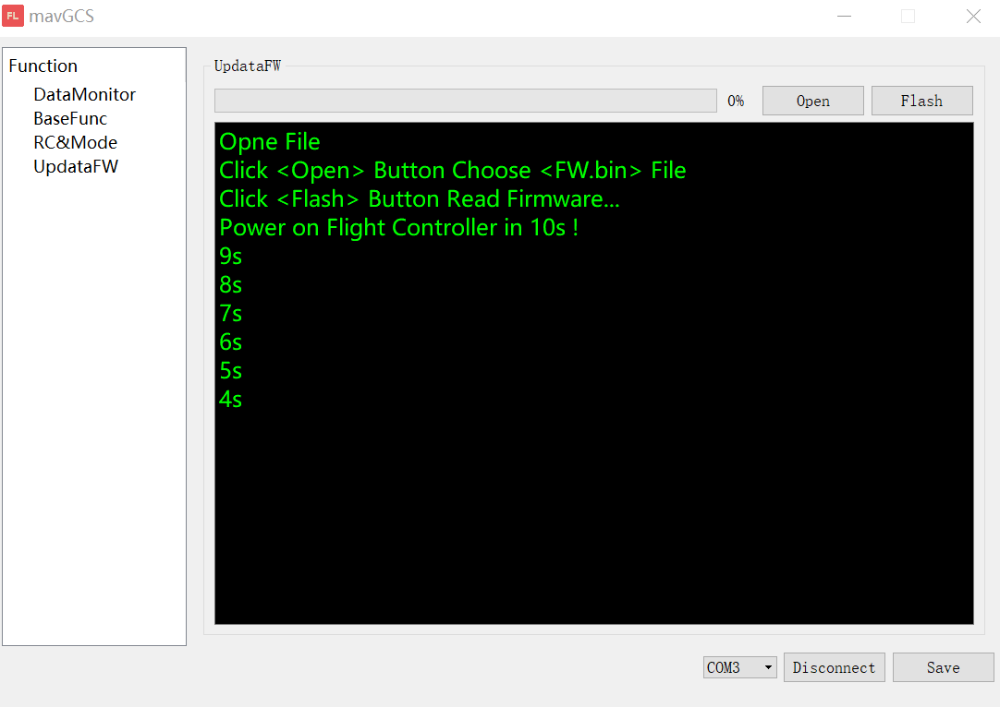 FL mavGCS
Function
DataMonitor
BaseFunc
RC&Mode
UpdataFW
UpdataFW
0% Open Flash
Opne File
Click <Open> Button Choose <FW.bin> File
Click <Flash> Button Read Firmware...
Power on Flight Controller in 10s !
9s
8s
7s
6s
5s
4s
COM3 Disconnect Save